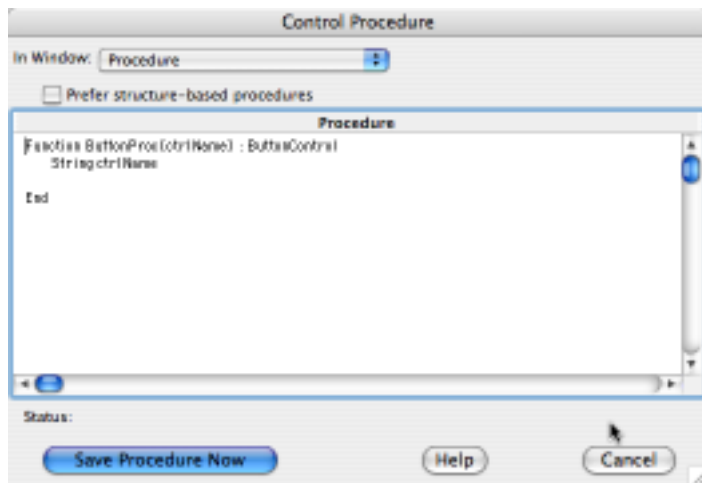 Control Procedure
In Window: Procedure
Prefer structure-based procedures
Procedure
Function ButtonProc(ctrlName) : ButtonControl
String ctrlName
End
Status:
Save Procedure Now Help Cancel